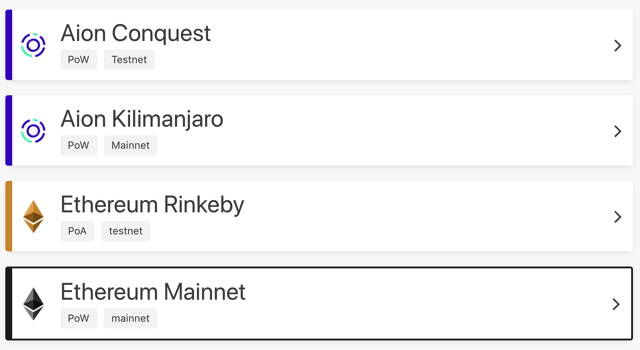 Aion Conquest
PoW Testnet
Aion Kilimanjaro
PoW Mainnet
Ethereum Rinkeby
PoA testnet
Ethereum Mainnet
PoW mainnet